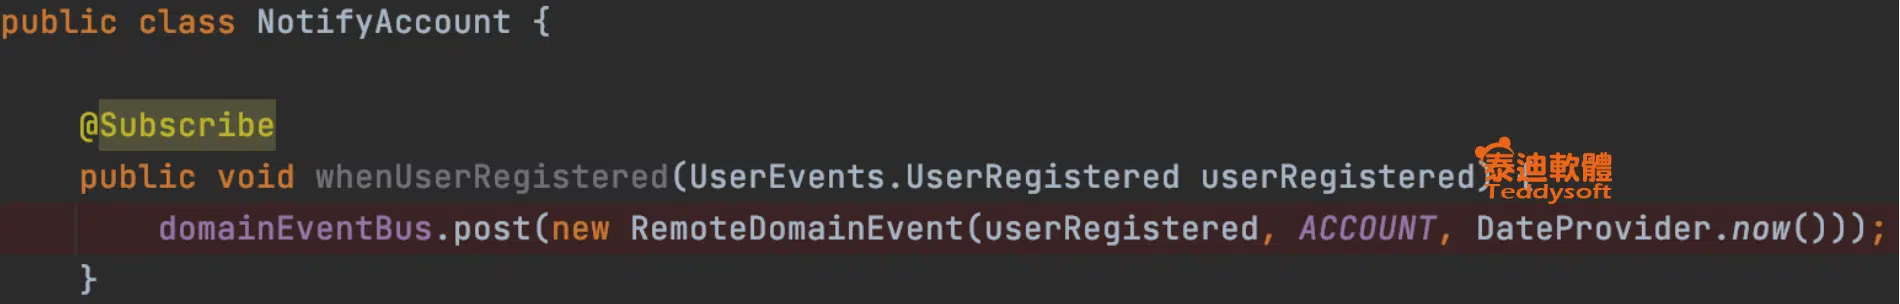 public class NotifyAccount {
@Subscribe
public void whenUserRegistered(UserEvents.UserRegistered userRegistered) {
domainEventBus.post(new RemoteDomainEvent(userRegistered, ACCOUNT, DateProvider.now()));
}
泰迪軟體
Teddysoft